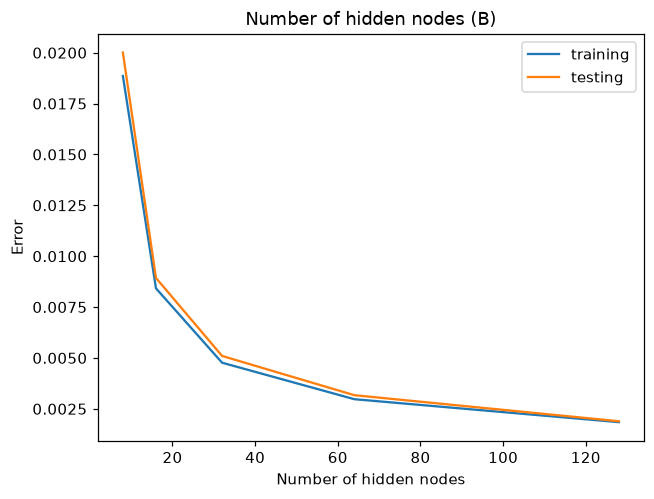 Number of hidden nodes (B)
training
testing
0.0200
0.0175
0.0150
0.0125
0.0100
0.0075
0.0050
0.0025
Error
20 40 60 80 100 120
Number of hidden nodes